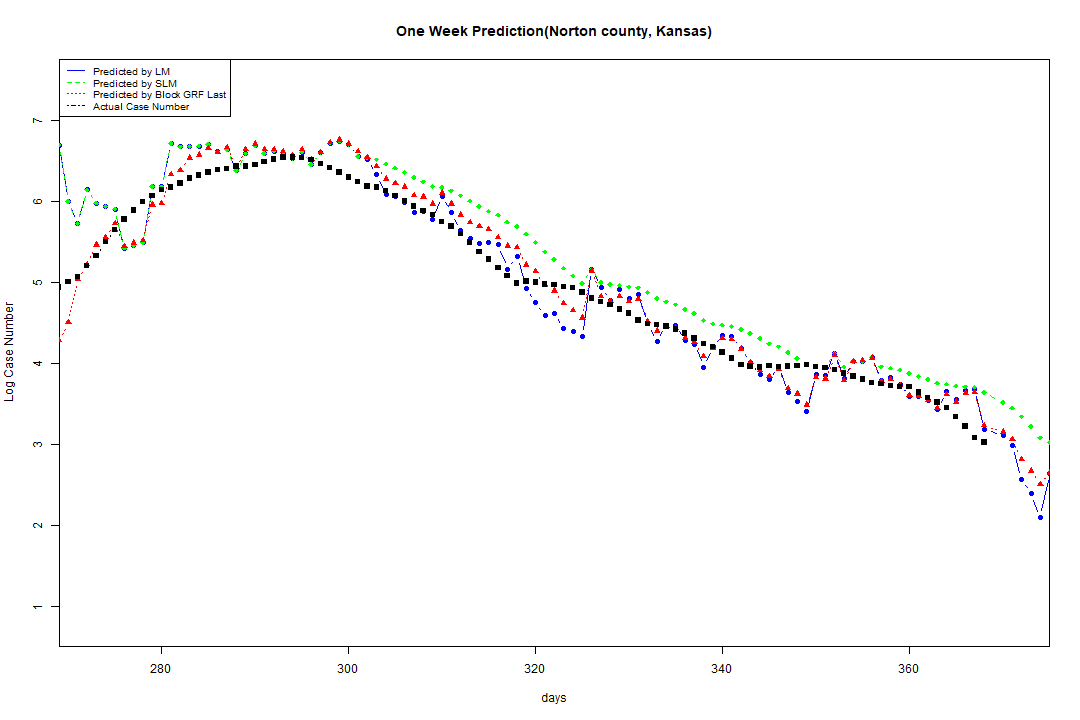 One Week Prediction(Norton county, Kansas)
Predicted by LM
Predicted by SLM
Predicted by Block GRF Last
Actual Case Number
Log Case Number
7
6
5
4
3
2
1
280 300 320 340 360
days